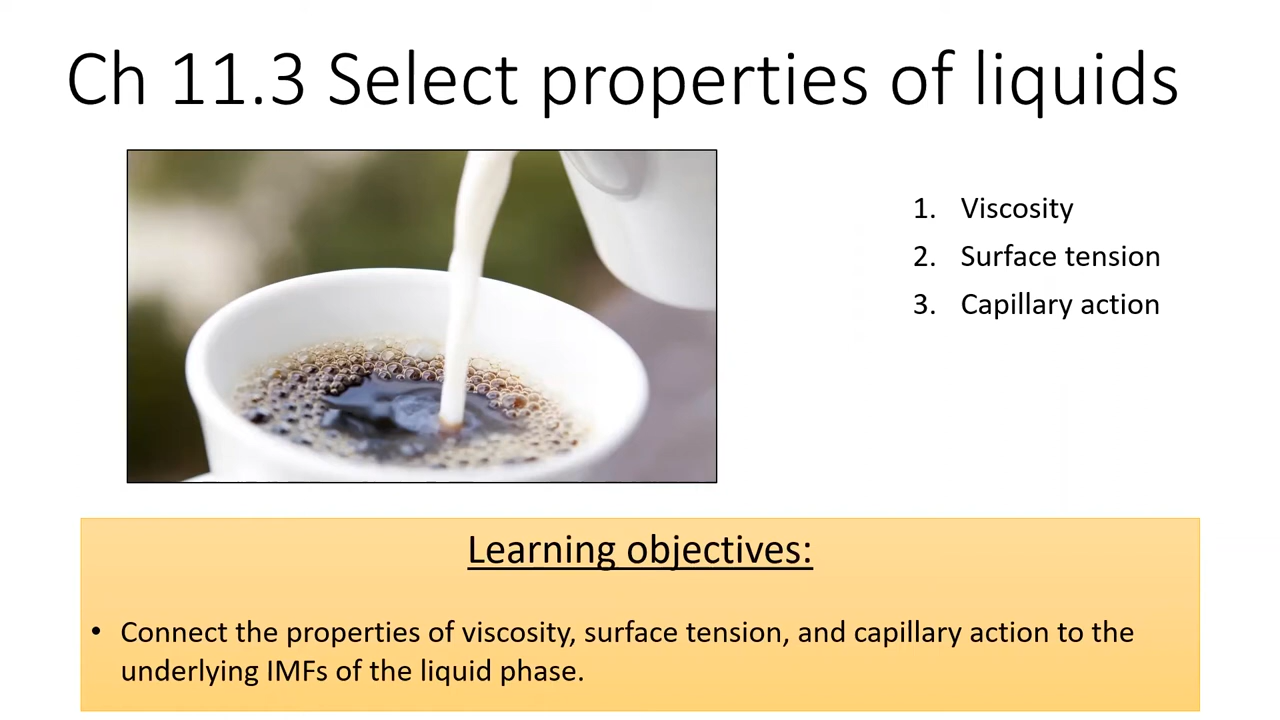 Ch 11.3 Select properties of liquids
1. Viscosity
2. Surface tension
3. Capillary action
Learning objectives:
• Connect the properties of viscosity, surface tension, and capillary action to the
underlying IMFs of the liquid phase.